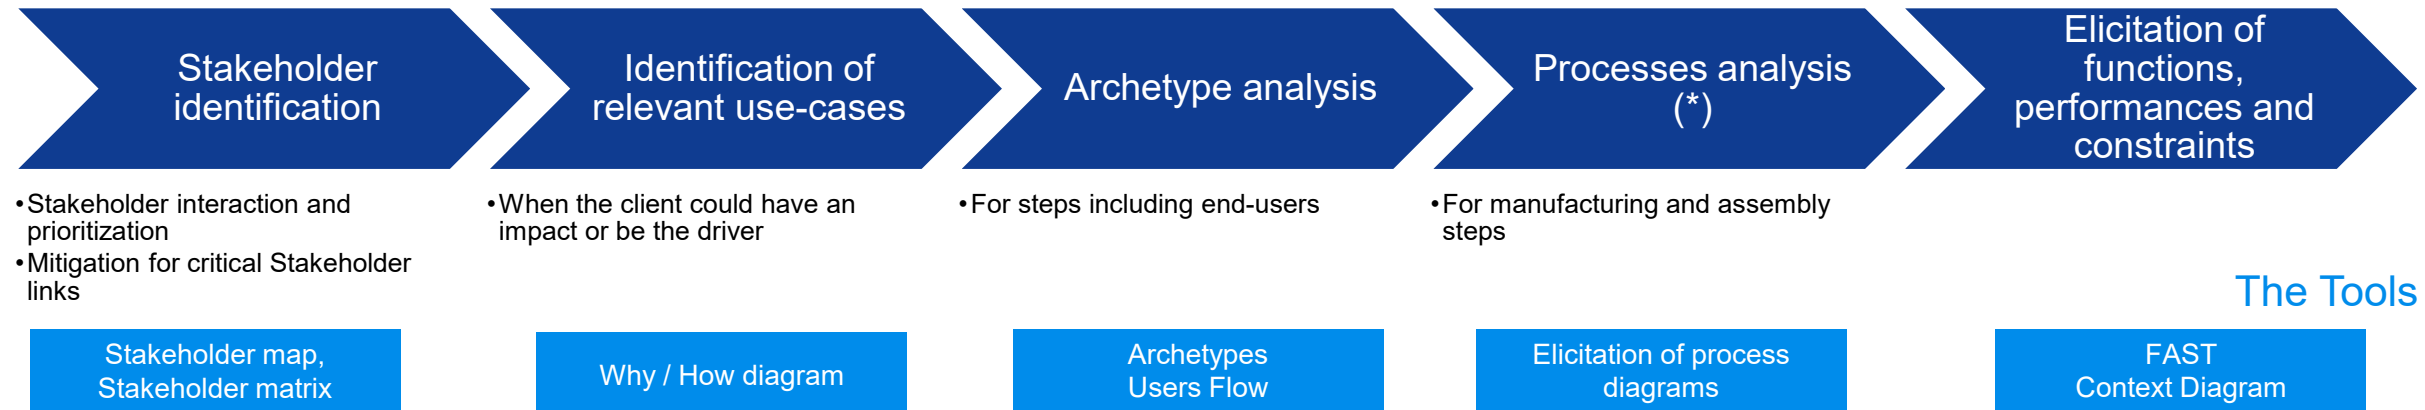 Stakeholder
identification
Identification of
relevant use-cases
Archetype analysis
Processes analysis
(*)
Elicitation of
functions,
performances and
constraints
•Stakeholder interaction and
prioritization
•Mitigation for critical Stakeholder
links
•When the client could have an
impact or be the driver
•For steps including end-users
•For manufacturing and assembly
steps
The Tools
Stakeholder map,
Stakeholder matrix
Why / How diagram
Archetypes
Users Flow
Elicitation of process
diagrams
FAST
Context Diagram